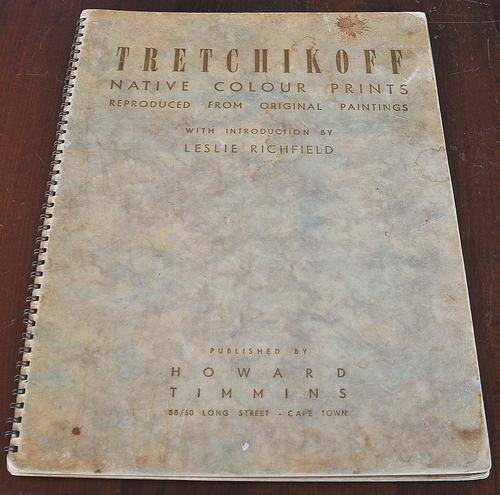 TRETCHIKOFF
NATIVE COLOUR PRINTS
REPRODUCED FROM ORIGINAL PAINTINGS
WITH INTRODUCTION BY
LESLIE RICHFIELD
PUBLISHED BY
HOWARD
TIMMINS
58/60 LONG STREET - CAPE TOWN